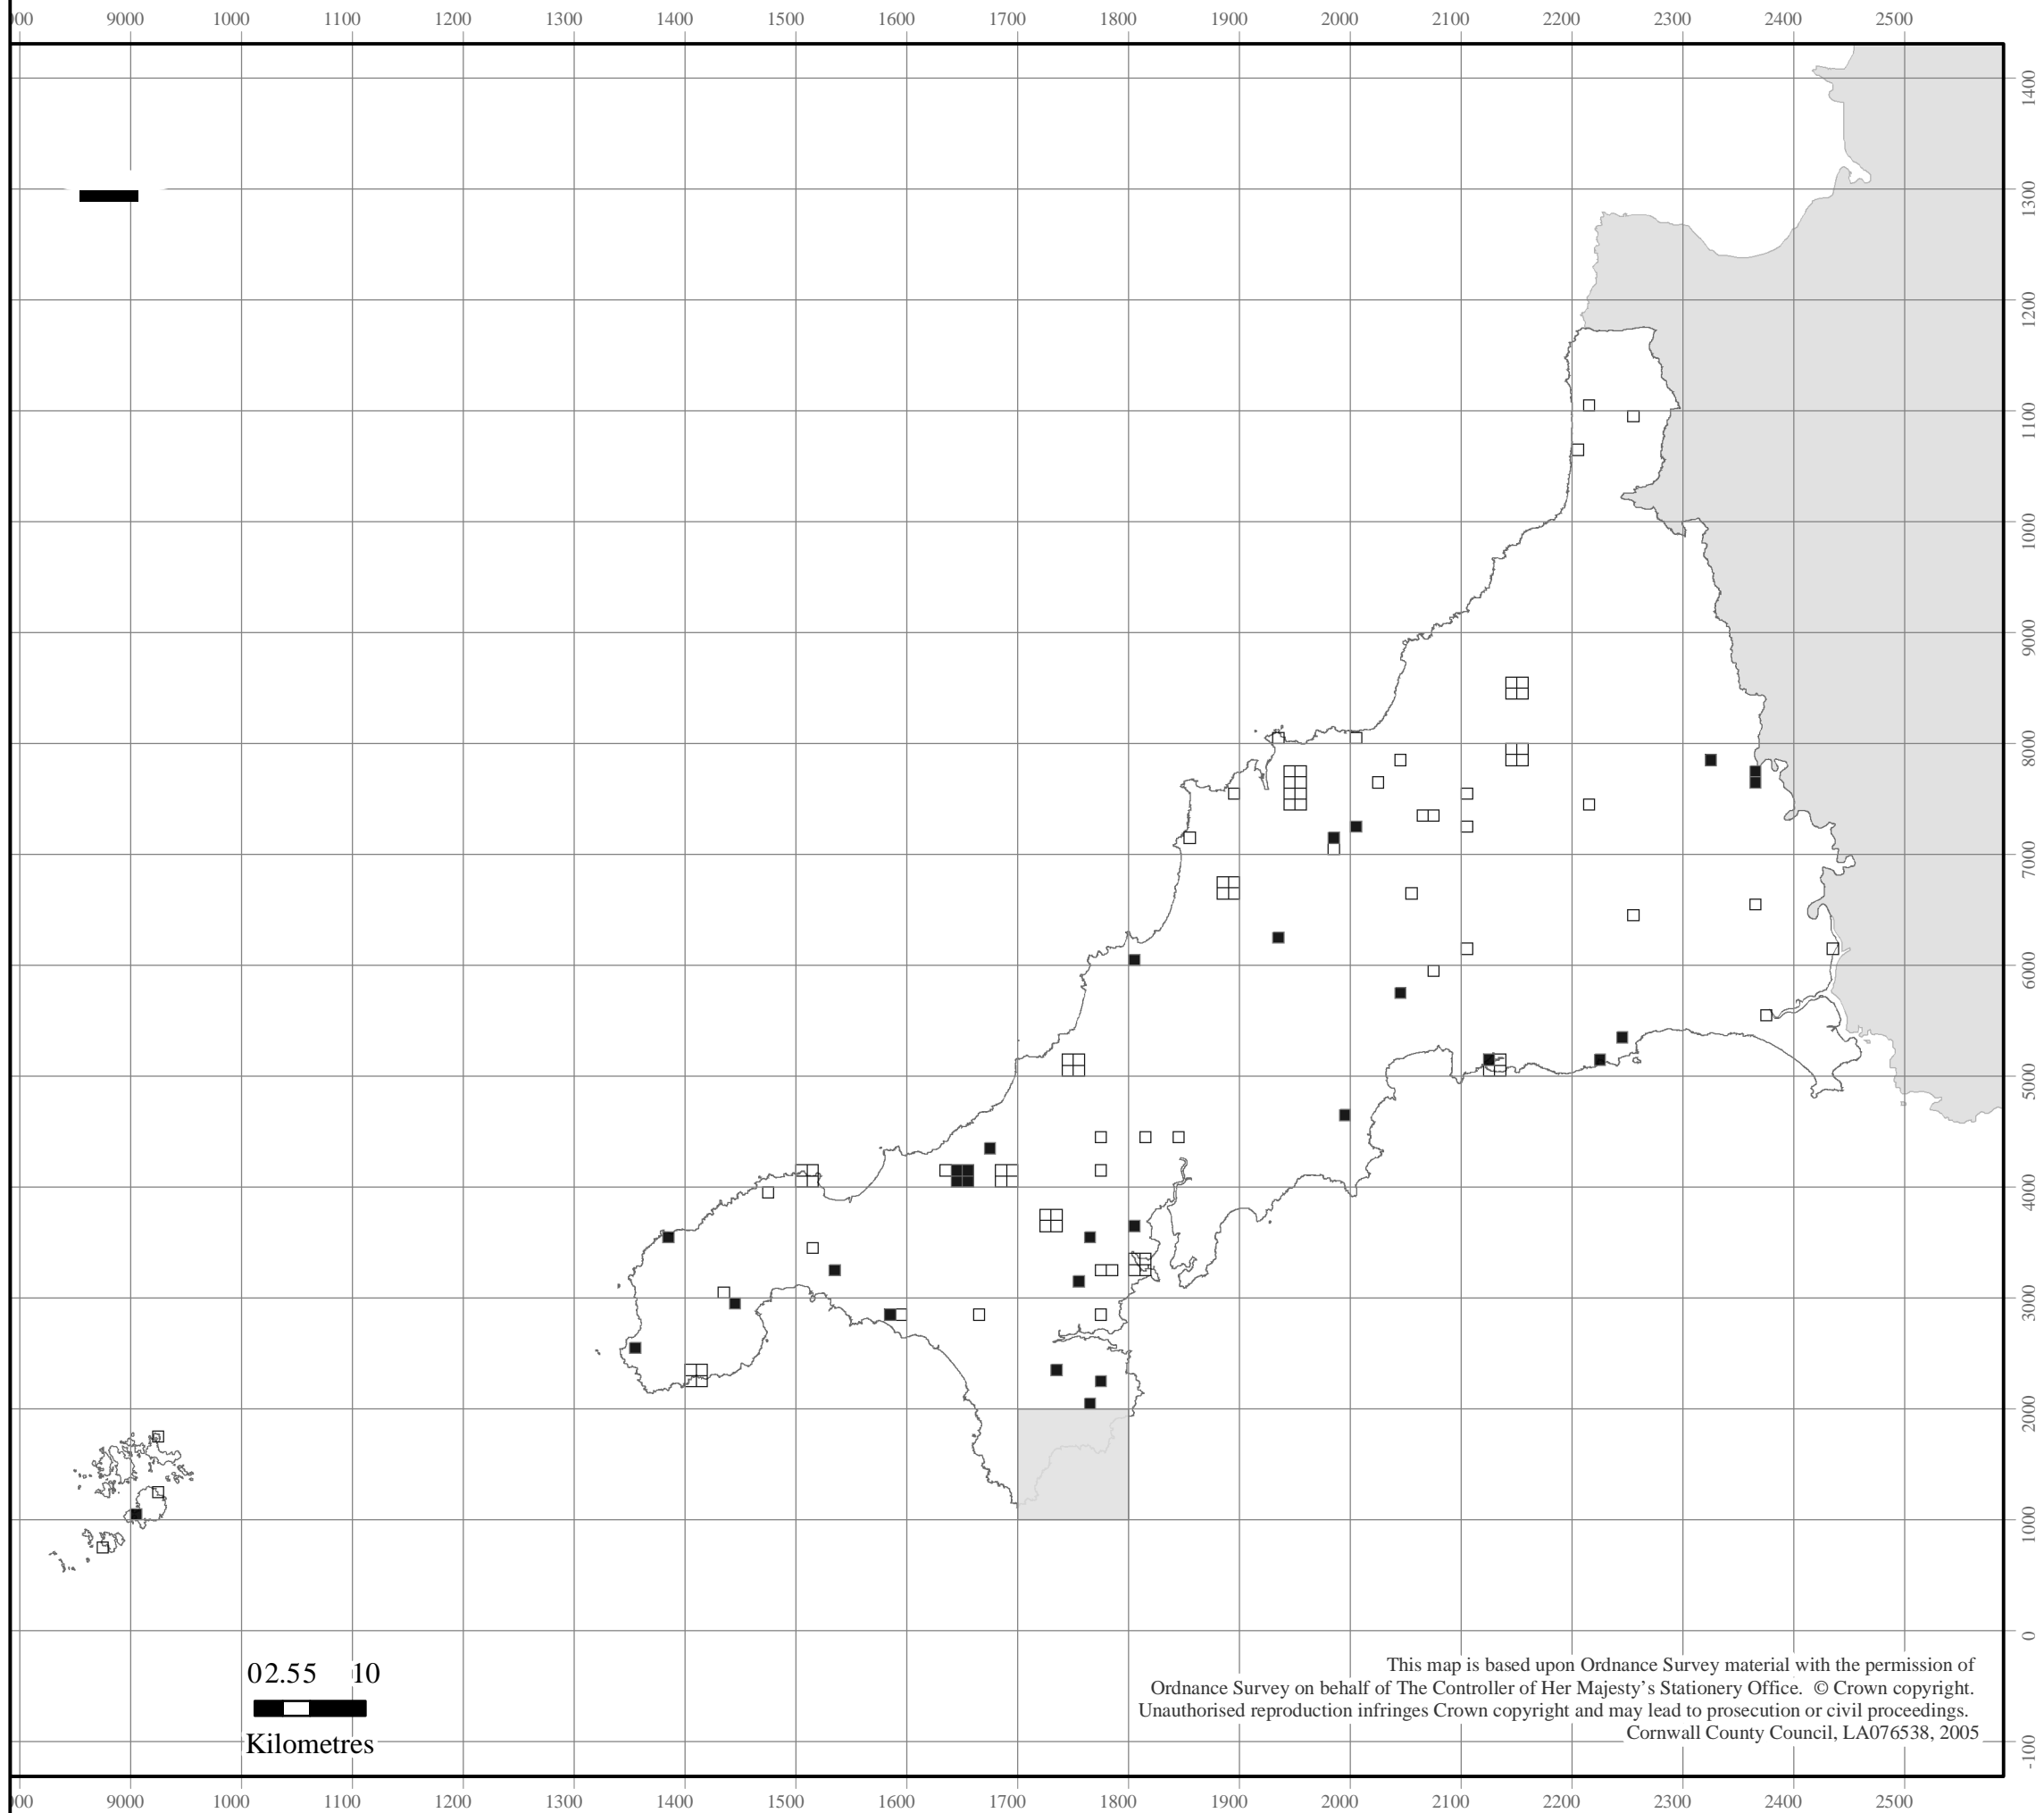 000 9000 1000 1100 1200 1300 1400 1500 1600 1700 1800 1900 2000 2100 2200 2300 2400 2500
1400
1300
1200
1100
1000
9000
8000
7000
6000
5000
4000
3000
2000
1000
0
-100
02.55 10
Kilometres
This map is based upon Ordnance Survey material with the permission of
Ordnance Survey on behalf of The Controller of Her Majesty's Stationery Office. © Crown copyright.
Unauthorised reproduction infringes Crown copyright and may lead to prosecution or civil proceedings.
Cornwall County Council, LA076538, 2005
000 9000 1000 1100 1200 1300 1400 1500 1600 1700 1800 1900 2000 2100 2200 2300 2400 2500